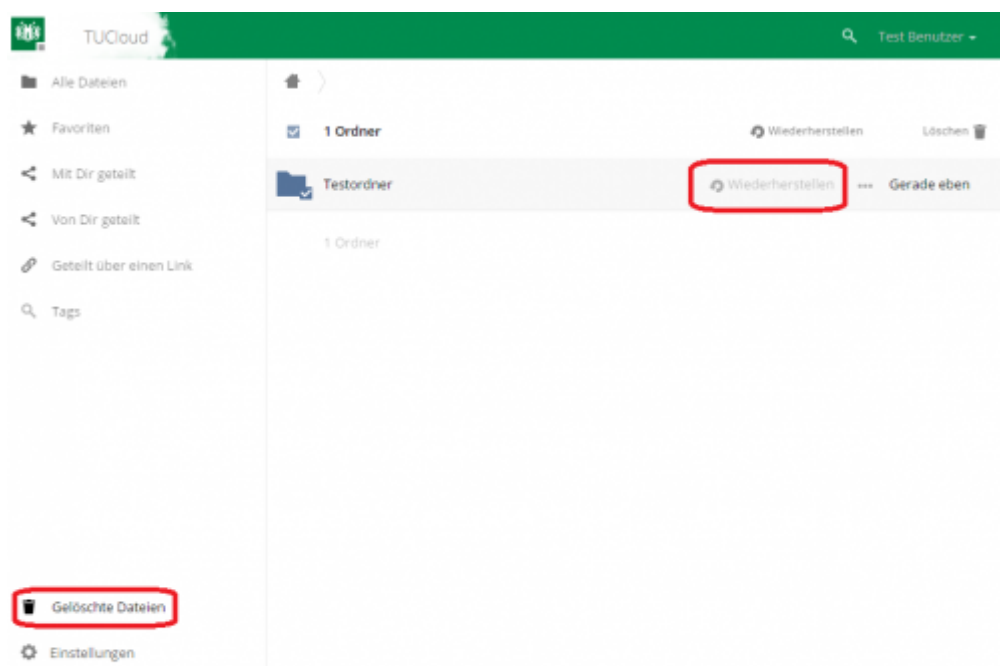 TUCloud
Test Benutzer
Alle Dateien
Favoriten
Mit Dir geteilt
Von Dir geteilt
Geteilt über einen Link
Tags
1 Ordner Wiederherstellen Löschen
Testordner Wiederherstellen ... Gerade eben
1 Ordner
Gelöschte Dateien
Einstellungen